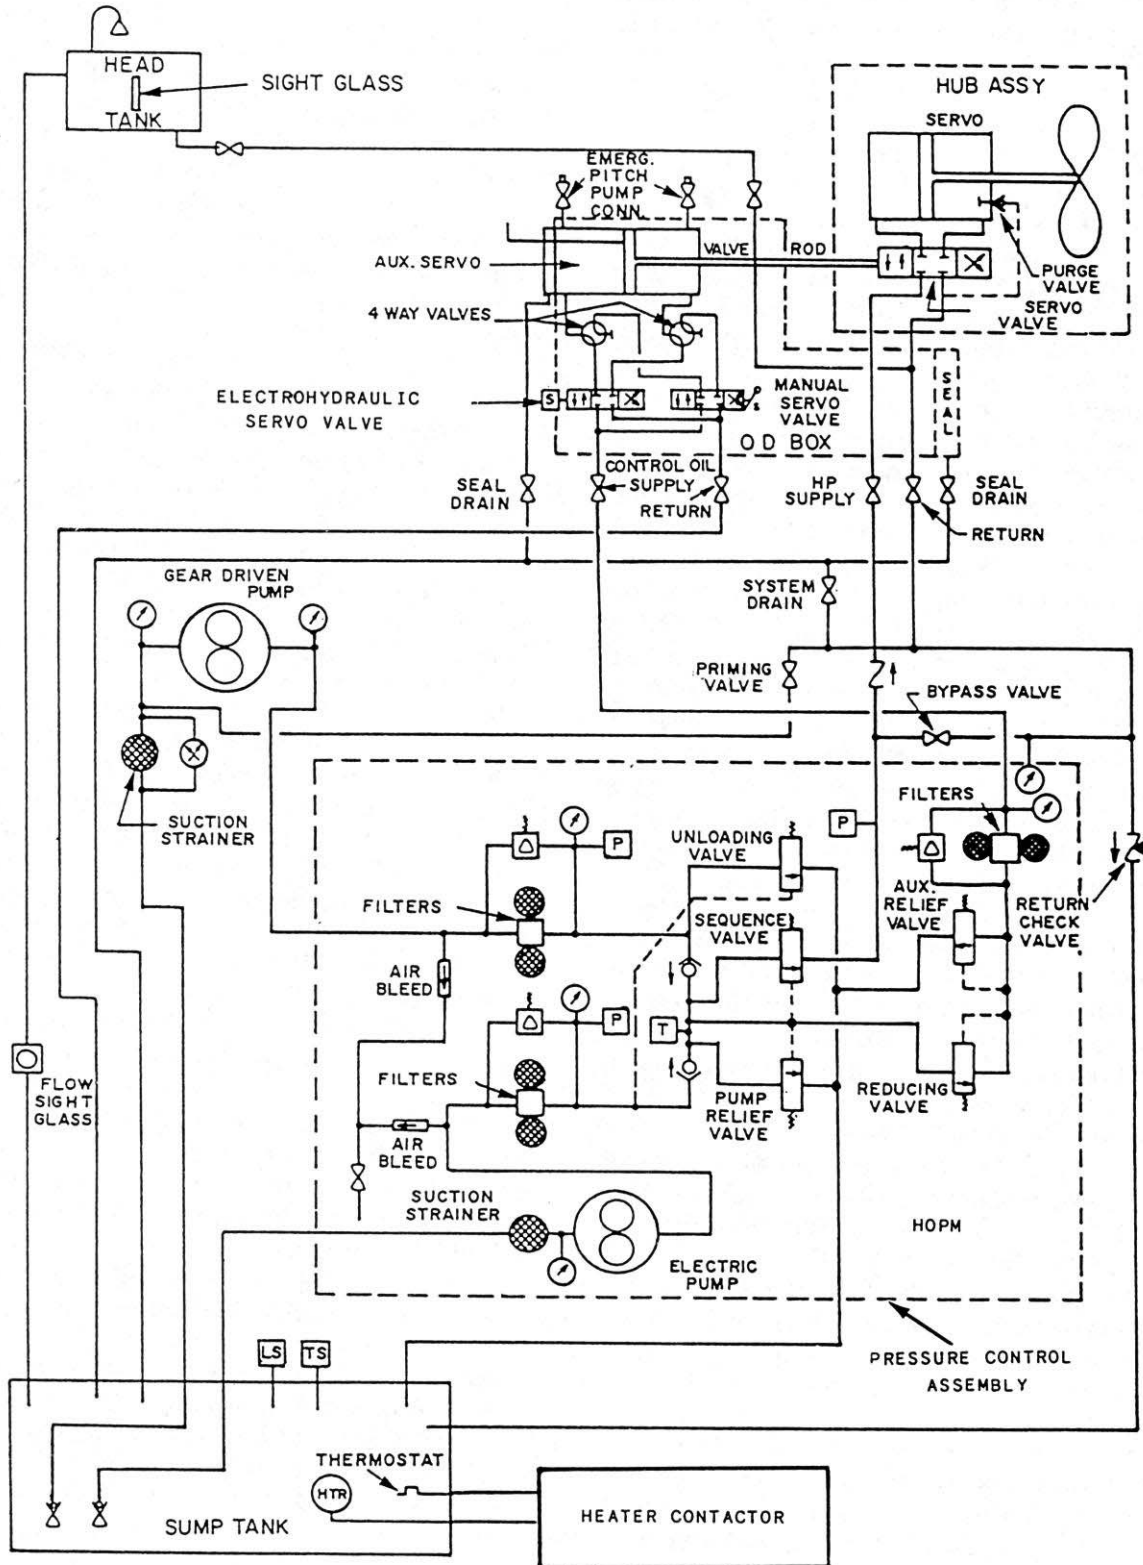 HEAD
TANK
SIGHT GLASS
HUB ASSY
SERVO
EMERG.
PITCH
PUMP
CONN.
VALVE ROD
AUX. SERVO
PURGE
VALVE
SERVO
VALVE
4 WAY VALVES
S
E
A
L
ELECTROHYDRAULIC
SERVO VALVE
S
S
MANUAL
SERVO
VALVE
O D BOX
SEAL
DRAIN
CONTROL OIL
SUPPLY
RETURN
HP
SUPPLY
SEAL
DRAIN
RETURN
GEAR DRIVEN
PUMP
SYSTEM
DRAIN
PRIMING
VALVE
BYPASS VALVE
SUCTION
STRAINER
FILTERS
P
UNLOADING
VALVE
P
FILTERS
SEQUENCE
VALVE
AUX.
RELIEF
VALVE
RETURN
CHECK
VALVE
AIR
BLEED
P
T
FLOW
SIGHT
GLASS
FILTERS
PUMP
RELIEF
VALVE
REDUCING
VALVE
AIR
BLEED
SUCTION
STRAINER
HOPM
ELECTRIC
PUMP
PRESSURE CONTROL
ASSEMBLY
LS
TS
THERMOSTAT
HTR
SUMP TANK
HEATER CONTACTOR